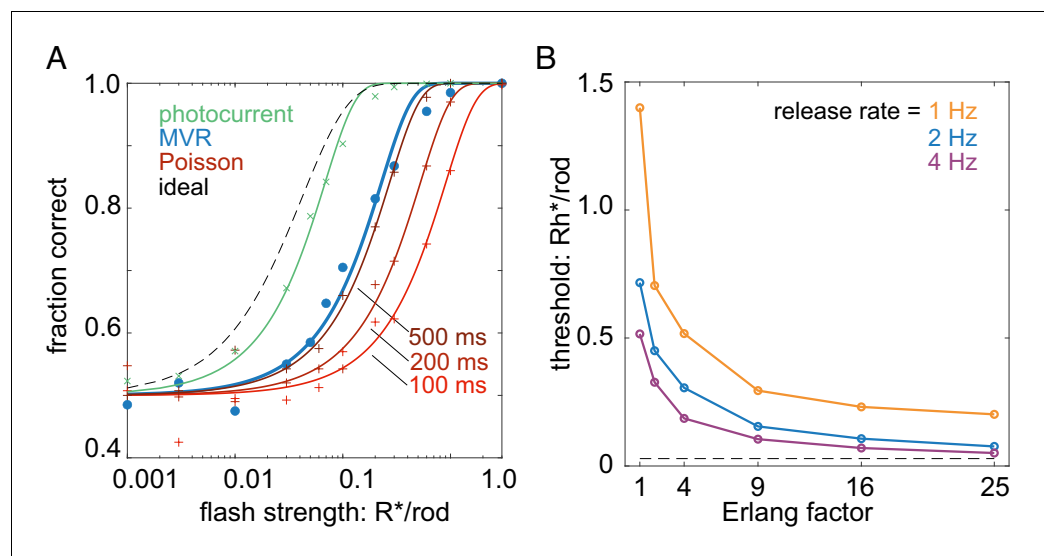 A
fraction correct
1.0
0.8
0.6
0.4
photocurrent
MVR
Poisson
ideal
500 ms
200 ms
100 ms
0.001
0.01
0.1
1.0
flash strength: R*/rod
B
threshold: Rh*/rod
1.5
1.0
0.5
0
release rate = 1 Hz
2 Hz
4 Hz
1
4
9
16
25
Erlang factor